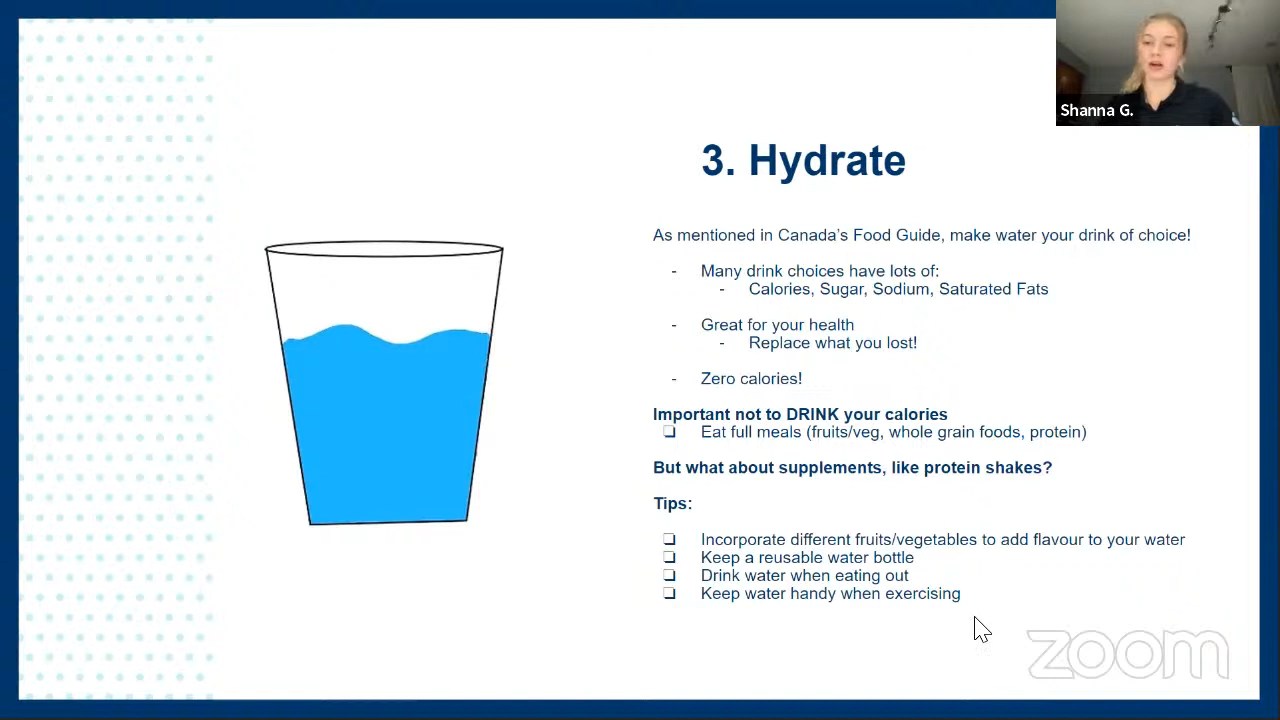 Shanna G.
3. Hydrate
As mentioned in Canada's Food Guide, make water your drink of choice!
- Many drink choices have lots of:
- Calories, Sugar, Sodium, Saturated Fats
- Great for your health
- Replace what you lost!
- Zero calories!
Important not to DRINK your calories
❏ Eat full meals (fruits/veg, whole grain foods, protein)
But what about supplements, like protein shakes?
Tips:
❏ Incorporate different fruits/vegetables to add flavour to your water
❏ Keep a reusable water bottle
❏ Drink water when eating out
❏ Keep water handy when exercising
zoom